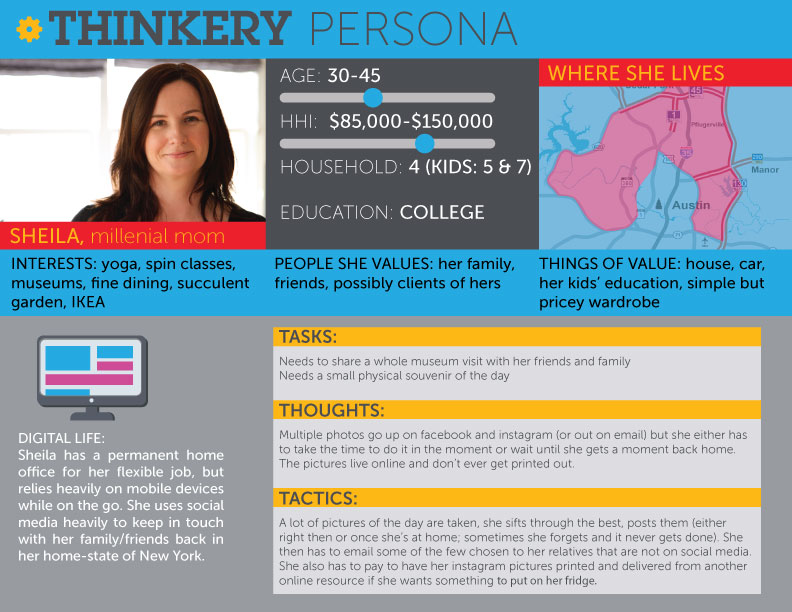 THINKERY PERSONA
AGE: 30-45
HHI: $85,000-$150,000
HOUSEHOLD: 4 (KIDS: 5 & 7)
EDUCATION: COLLEGE
WHERE SHE LIVES
45
Pflugerville
290
Manor
130
Austin
SHEILA, millenial mom
INTERESTS: yoga, spin classes,
museums, fine dining, succulent
garden, IKEA
PEOPLE SHE VALUES: her family,
friends, possibly clients of hers
THINGS OF VALUE: house, car,
her kids' education, simple but
pricey wardrobe
DIGITAL LIFE:
Sheila has a permanent home
office for her flexible job, but
relies heavily on mobile devices
while on the go. She uses social
media heavily to keep in touch
with her family/friends back in
her home-state of New York.
TASKS:
Needs to share a whole museum visit with her friends and family
Needs a small physical souvenir of the day
THOUGHTS:
Multiple photos go up on facebook and instagram (or out on email) but she either has
to take the time to do it in the moment or wait until she gets a moment back home.
The pictures live online and don't ever get printed out.
TACTICS:
A lot of pictures of the day are taken, she sifts through the best, posts them (either
right then or once she's at home; sometimes she forgets and it never gets done). She
then has to email some of the few chosen to her relatives that are not on social media.
She also has to pay to have her instagram pictures printed and delivered from another
online resource if she wants something to put on her fridge.